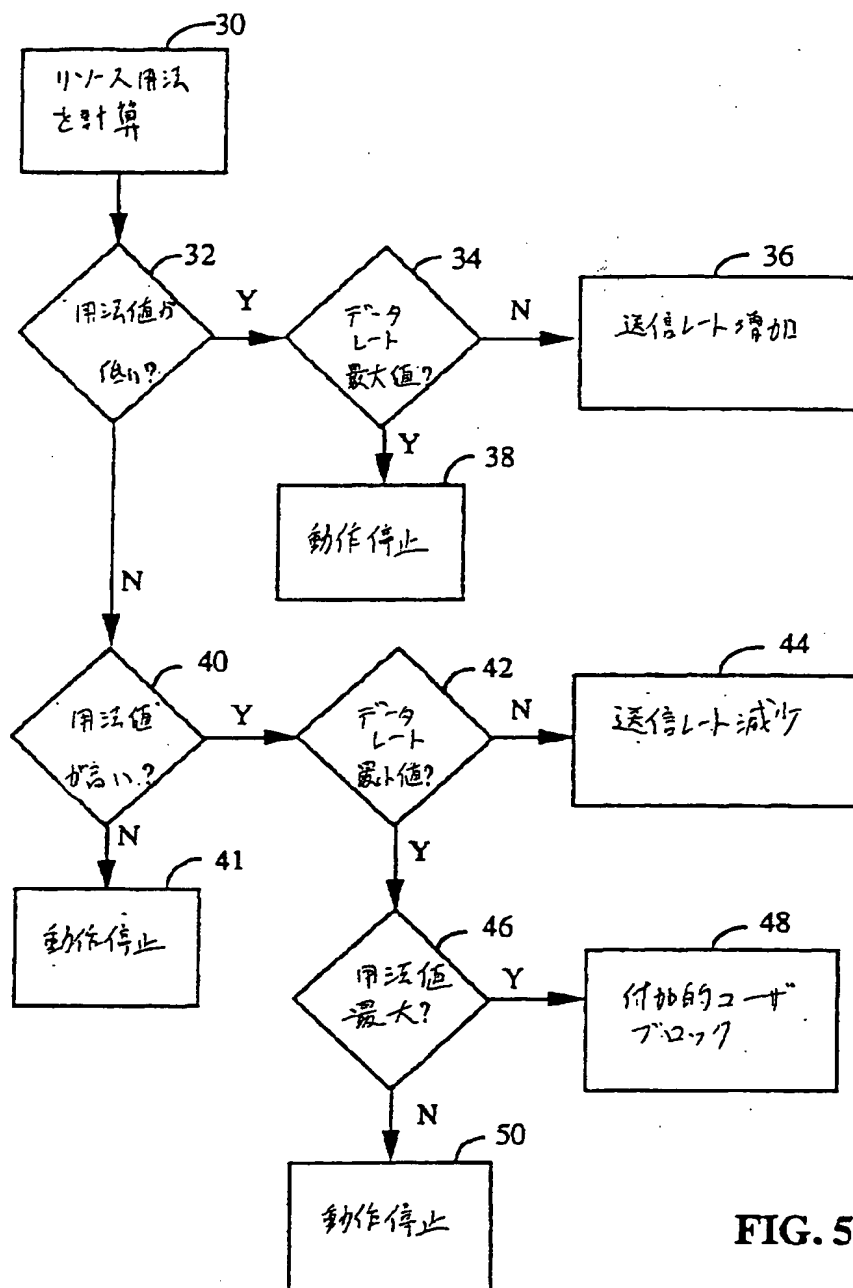 30
リソース用法
を計算
32
用法値が
低い?
Y
34
データ
レート
最大値?
N
36
送信レート増加
Y
38
動作停止
N
40
用法値
が高い?
Y
42
データ
レート
最小値?
N
44
送信レート減少
N
41
動作停止
Y
46
用法値
最大?
Y
48
付加的ユーザ
ブロック
N
50
動作停止
FIG. 5